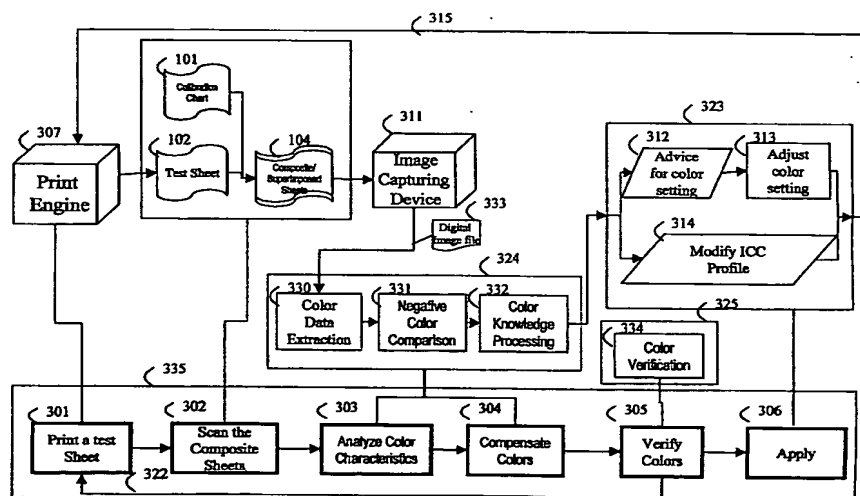 315
101
Calibration
Chart
307
102
104
311
323
312
313
Print
Engine
Test Sheet
Composite/
Superimposed
Sheets
Image
Capturing
Device
Advice
for color
setting
Adjust
color
setting
333
Digital
Image file
314
Modify ICC
Profile
324
330
331
332
Color
Data
Extraction
Negative
Color
Comparison
Color
Knowledge
Processing
325
334
Color
Verification
335
301
302
303
304
305
306
Print a test
Sheet
Scan the
Composite
Sheets
Analyze Color
Characteristics
Compensate
Colors
Verify
Colors
Apply
322